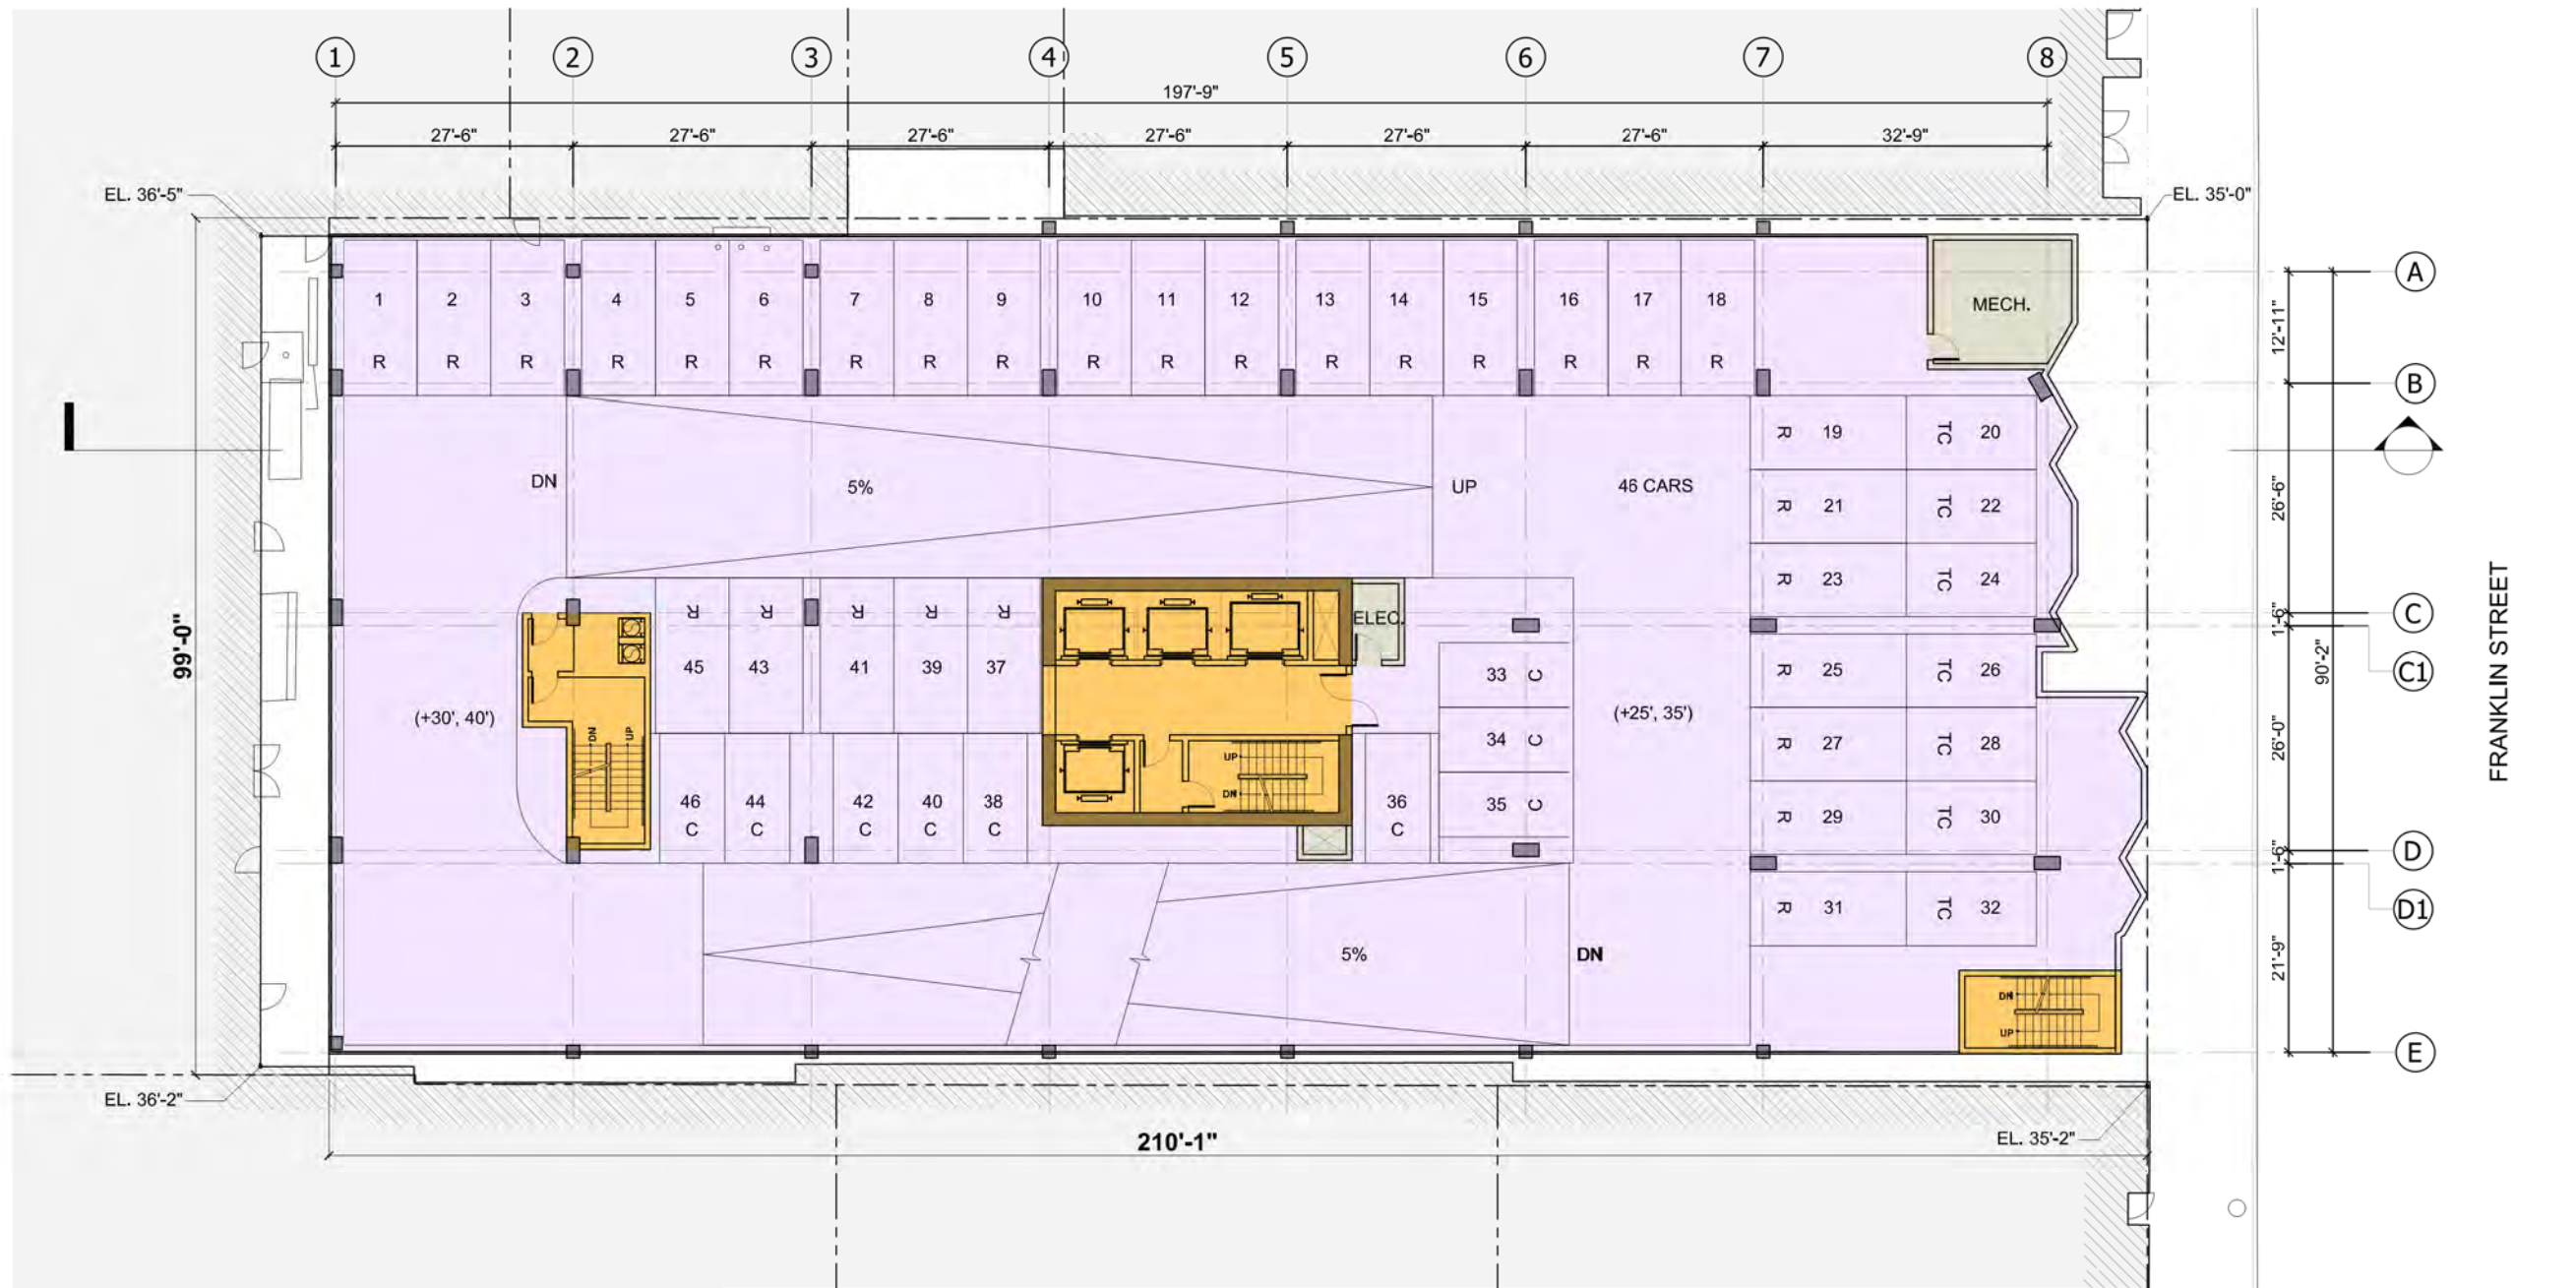 1 2 3 4 5 6 7 8
197'-9"
27'-6" 27'-6" 27'-6" 27'-6" 27'-6" 27'-6" 32'-9"
EL. 36'-5"
EL. 35'-0"
A
1 2 3 4 5 6 7 8 9 10 11 12 13 14 15 16 17 18
MECH.
12'-11"
R R R R R R R R R R R R R R R R R R
B
R 19 TC 20
DN
5%
UP
46 CARS
R 21 TC 22
26'-6"
R 23 TC 24
R R R R R
ELEC.
C
1'-6"
45 43 41 39 37
33 C
R 25 TC 26
C1
90'-2"
99'-0"
FRANKLIN STREET
(+30', 40')
(+25', 35')
DN UP
34 C
R 27 TC 28
26'-0"
UP
DN
46 44 42 40 38
36
35 C
R 29 TC 30
C C C C C
C
D
1'-6"
R 31 TC 32
D1
5%
DN
21'-9"
DN
UP
E
EL. 36'-2"
210'-1"
EL. 35'-2"